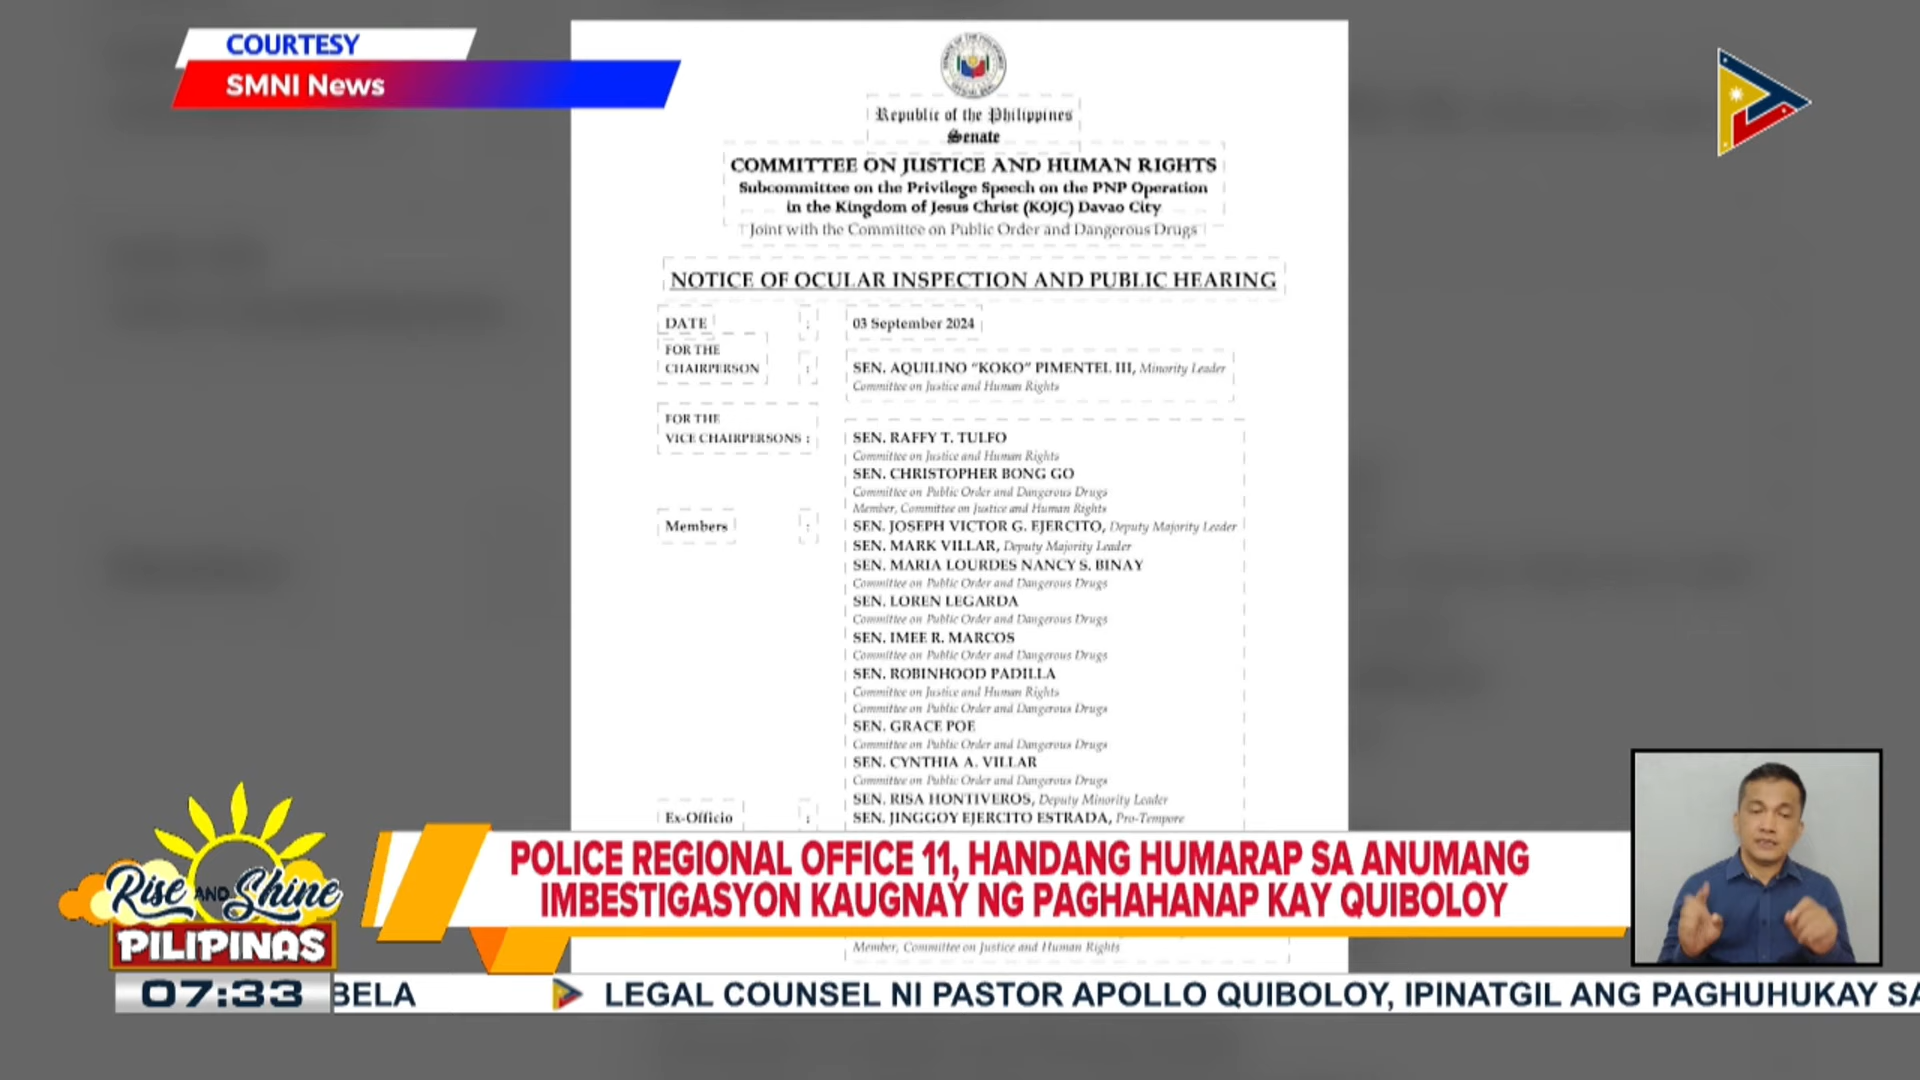 COURTESY
SMNI News
Republic of the Philippines
Senate
COMMITTEE ON JUSTICE AND HUMAN RIGHTS
Subcommittee on the Privilege Speech on the PNP Operation
in the Kingdom of Jesus Christ (KOJC) Davao City
Joint with the Committee on Public Order and Dangerous Drugs
NOTICE OF OCULAR INSPECTION AND PUBLIC HEARING
DATE : 03 September 2024
FOR THE
CHAIRPERSON : SEN. AQUILINO “KOKO” PIMENTEL III, Minority Leader
Committee on Justice and Human Rights
FOR THE
VICE CHAIRPERSONS : SEN. RAFFY T. TULFO
Committee on Justice and Human Rights
SEN. CHRISTOPHER BONG GO
Committee on Public Order and Dangerous Drugs
Member, Committee on Justice and Human Rights
Members : SEN. JOSEPH VICTOR G. EJERCITO, Deputy Majority Leader
SEN. MARK VILLAR, Deputy Majority Leader
SEN. MARIA LOURDES NANCY S. BINAY
Committee on Public Order and Dangerous Drugs
SEN. LOREN LEGARDA
Committee on Public Order and Dangerous Drugs
SEN. IMEE R. MARCOS
Committee on Public Order and Dangerous Drugs
SEN. ROBINHOOD PADILLA
Committee on Justice and Human Rights
Committee on Public Order and Dangerous Drugs
SEN. GRACE POE
Committee on Public Order and Dangerous Drugs
SEN. CYNTHIA A. VILLAR
Committee on Public Order and Dangerous Drugs
SEN. RISA HONTIVEROS, Deputy Minority Leader
Ex-Officio : SEN. JINGGOY EJERCITO ESTRADA, Pro-Tempore
POLICE REGIONAL OFFICE 11, HANDANG HUMARAP SA ANUMANG
IMBESTIGASYON KAUGNAY NG PAGHAHANAP KAY QUIBOLOY
Member, Committee on Justice and Human Rights
Rise AND Shine
PILIPINAS
07:33
BELA LEGAL COUNSEL NI PASTOR APOLLO QUIBOLOY, IPINATGIL ANG PAGHUHUKAY SA